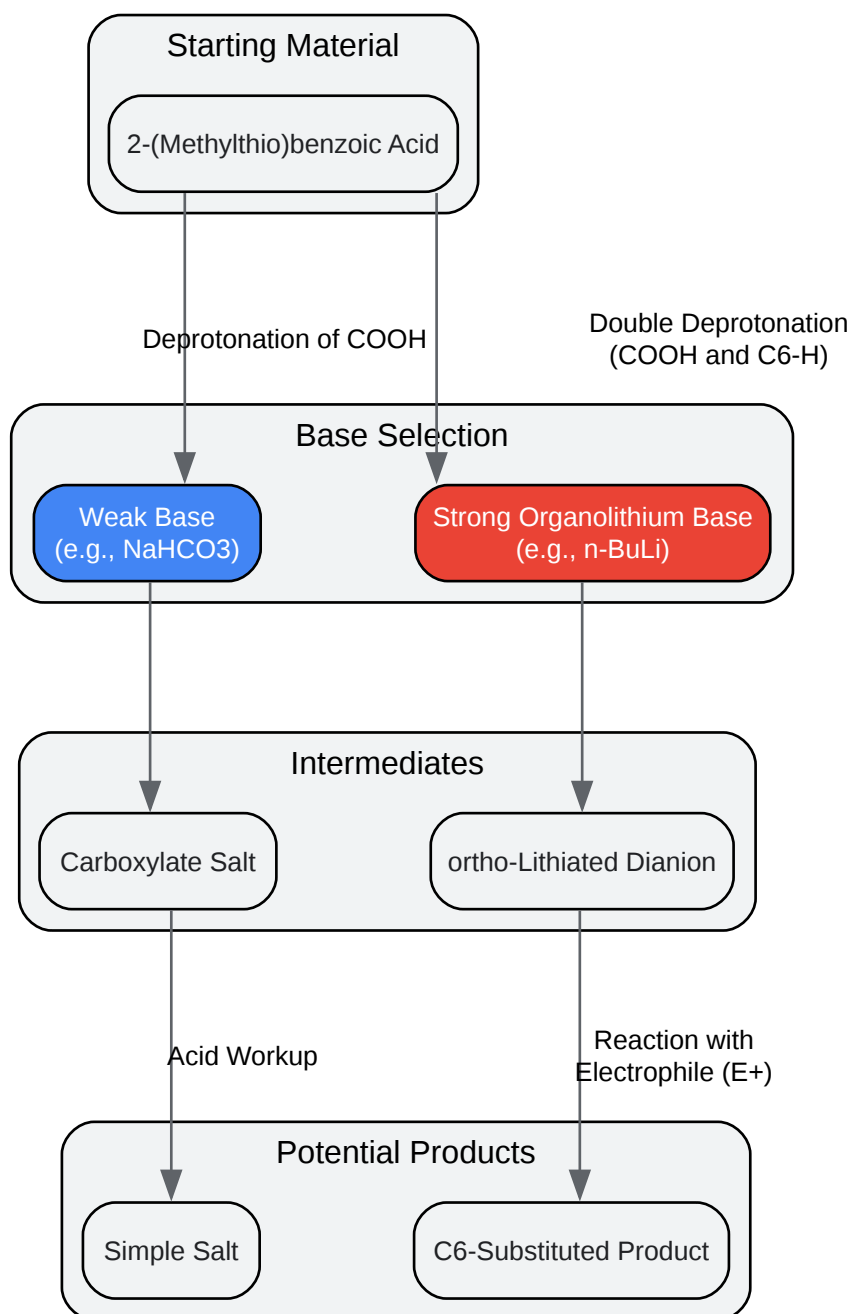 Starting Material
2-(Methylthio)benzoic Acid
Deprotonation of COOH
Double Deprotonation
(COOH and C6-H)
Base Selection
Weak Base
(e.g., NaHCO3)
Strong Organolithium Base
(e.g., n-BuLi)
Intermediates
Carboxylate Salt
ortho-Lithiated Dianion
Acid Workup
Reaction with
Electrophile (E+)
Potential Products
Simple Salt
C6-Substituted Product